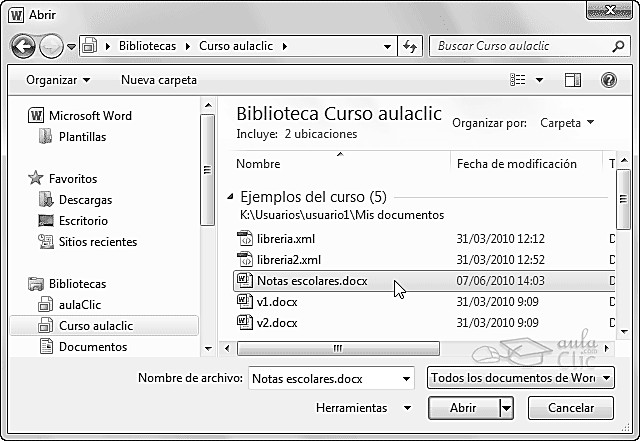 Abrir
Bibliotecas Curso aulaclic
Buscar Curso aulaclic
Organizar Nueva carpeta
Microsoft Word
Plantillas
Favoritos
Descargas
Escritorio
Sitios recientes
Bibliotecas
aulaClic
Curso aulaclic
Documentos
Biblioteca Curso aulaclic
Incluye: 2 ubicaciones
Organizar por: Carpeta
Nombre Fecha de modificación T
Ejemplos del curso (5)
K:\Usuarios\usuario1\Mis documentos
libreria.xml 31/03/2010 12:12 D
libreria2.xml 31/03/2010 12:52 D
Notas escolares.docx 07/06/2010 14:03 D
v1.docx 31/03/2010 9:09 D
v2.docx 31/03/2010 9:09 D
aula
clic
.com
Nombre de archivo: Notas escolares.docx Todos los documentos de Wor
Herramientas Abrir Cancelar